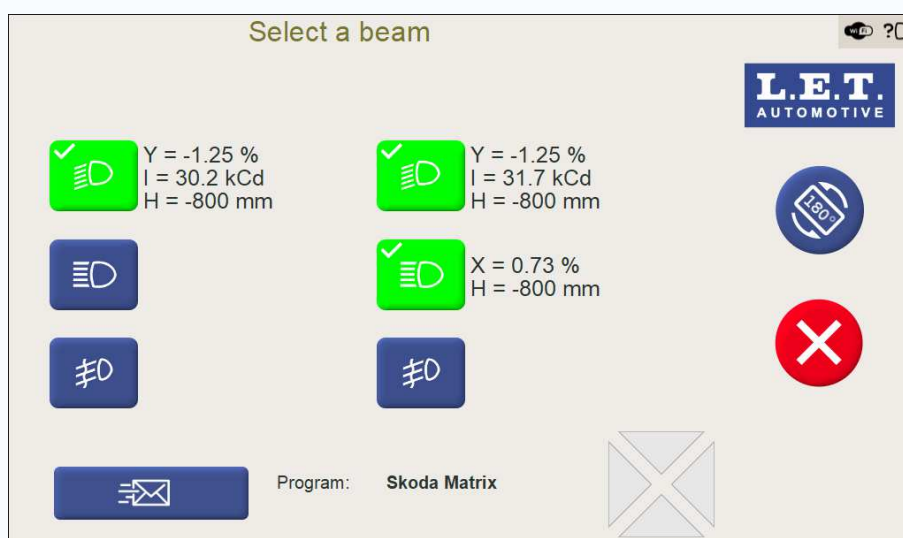 Select a beam
WiFi
?
L.E.T.
AUTOMOTIVE
Y = -1.25 %
I = 30.2 kCd
H = -800 mm
Y = -1.25 %
I = 31.7 kCd
H = -800 mm
180°
X = 0.73 %
H = -800 mm
Program: Skoda Matrix